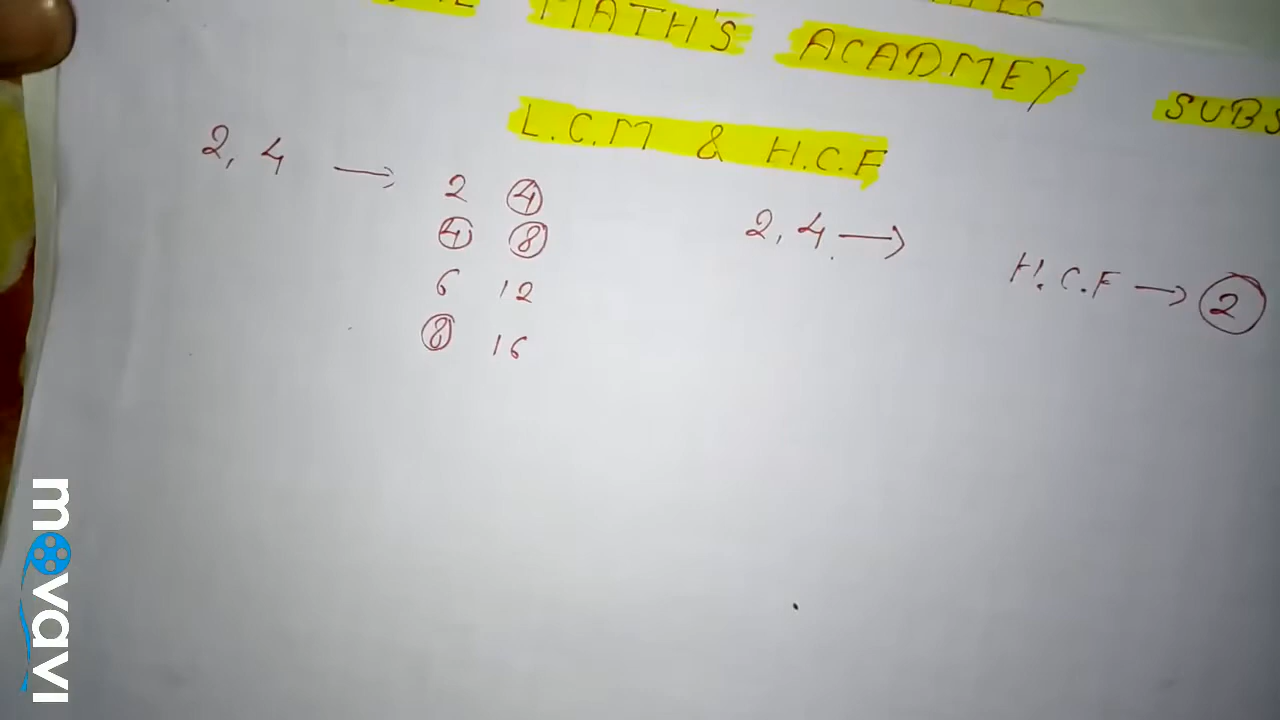 MATH'S ACADMEY SUBS
L.C.M & H.C.F
2, 4 → 2 4
4 8
6 12
8 16
2, 4 →
H.C.F → 2
movavi